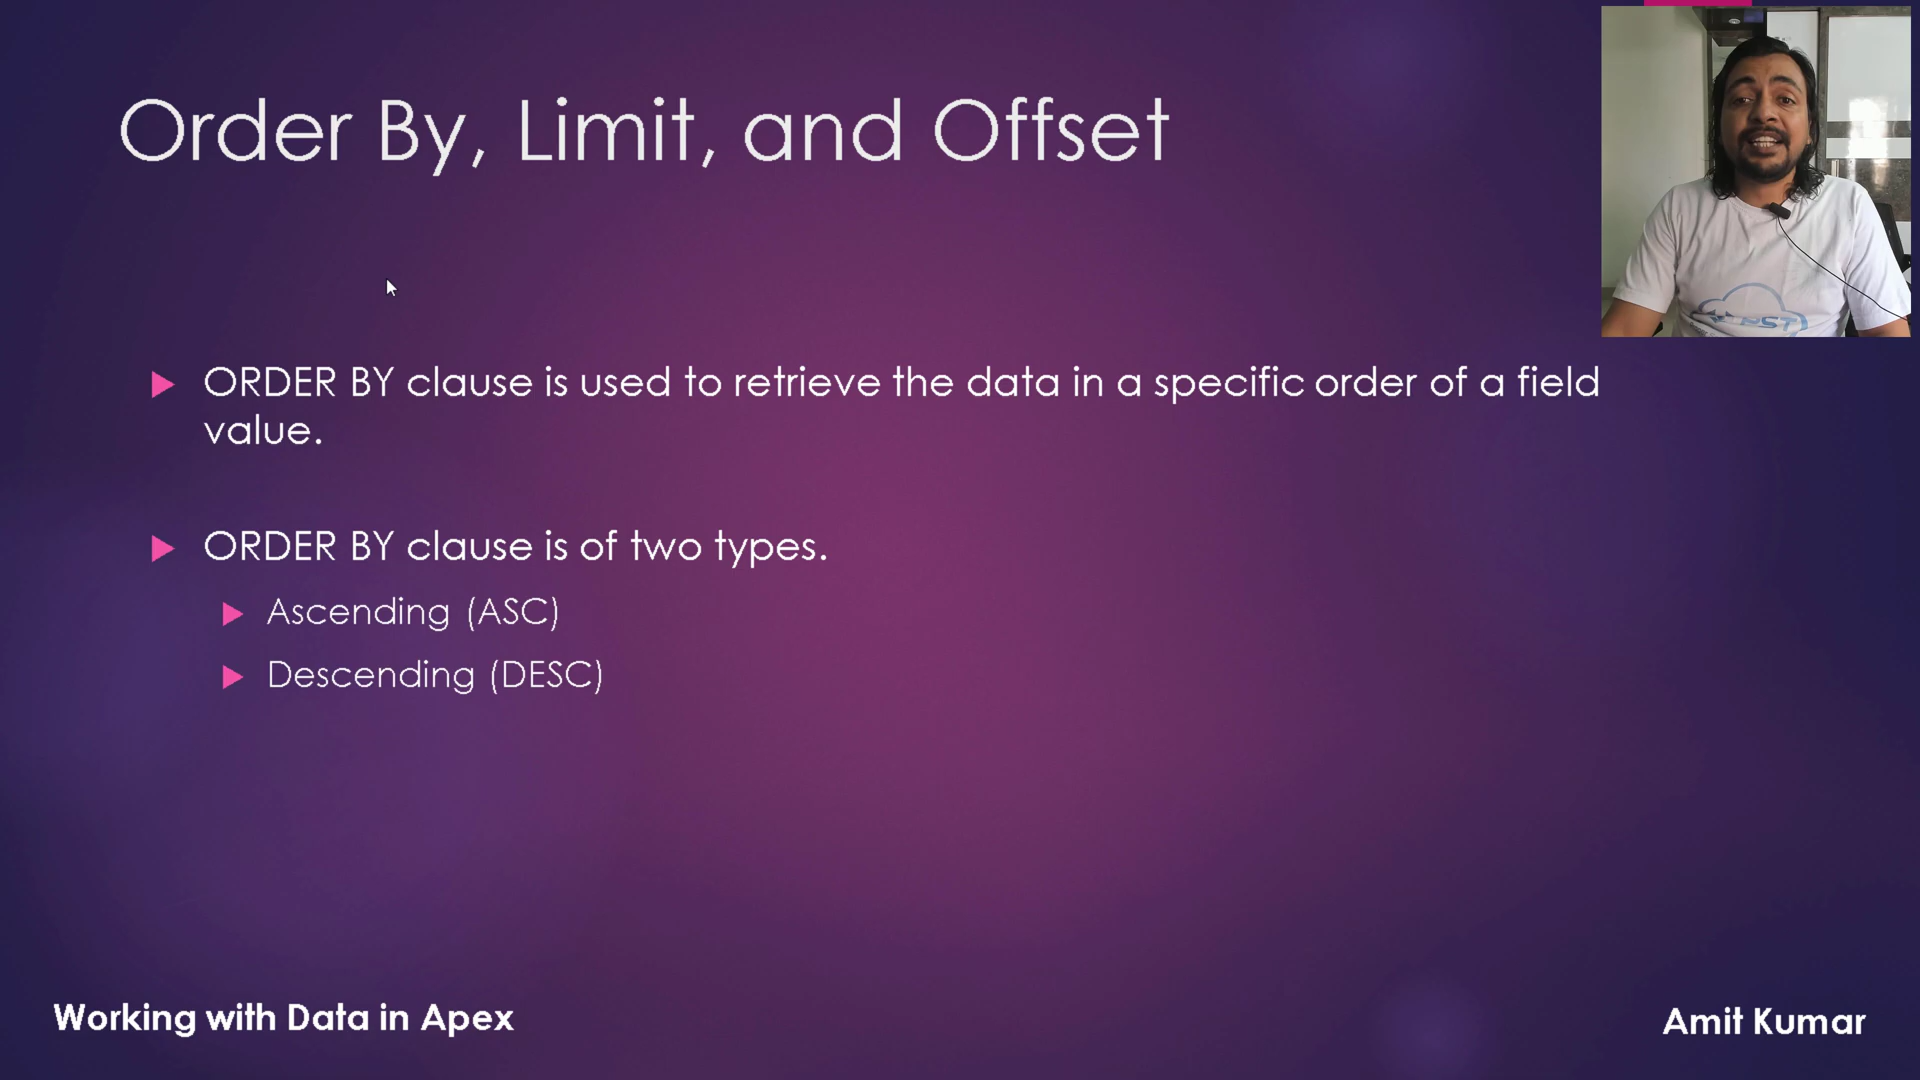 Order By, Limit, and Offset
ORDER BY clause is used to retrieve the data in a specific order of a field
value.
ORDER BY clause is of two types.
Ascending (ASC)
Descending (DESC)
Working with Data in Apex
Amit Kumar